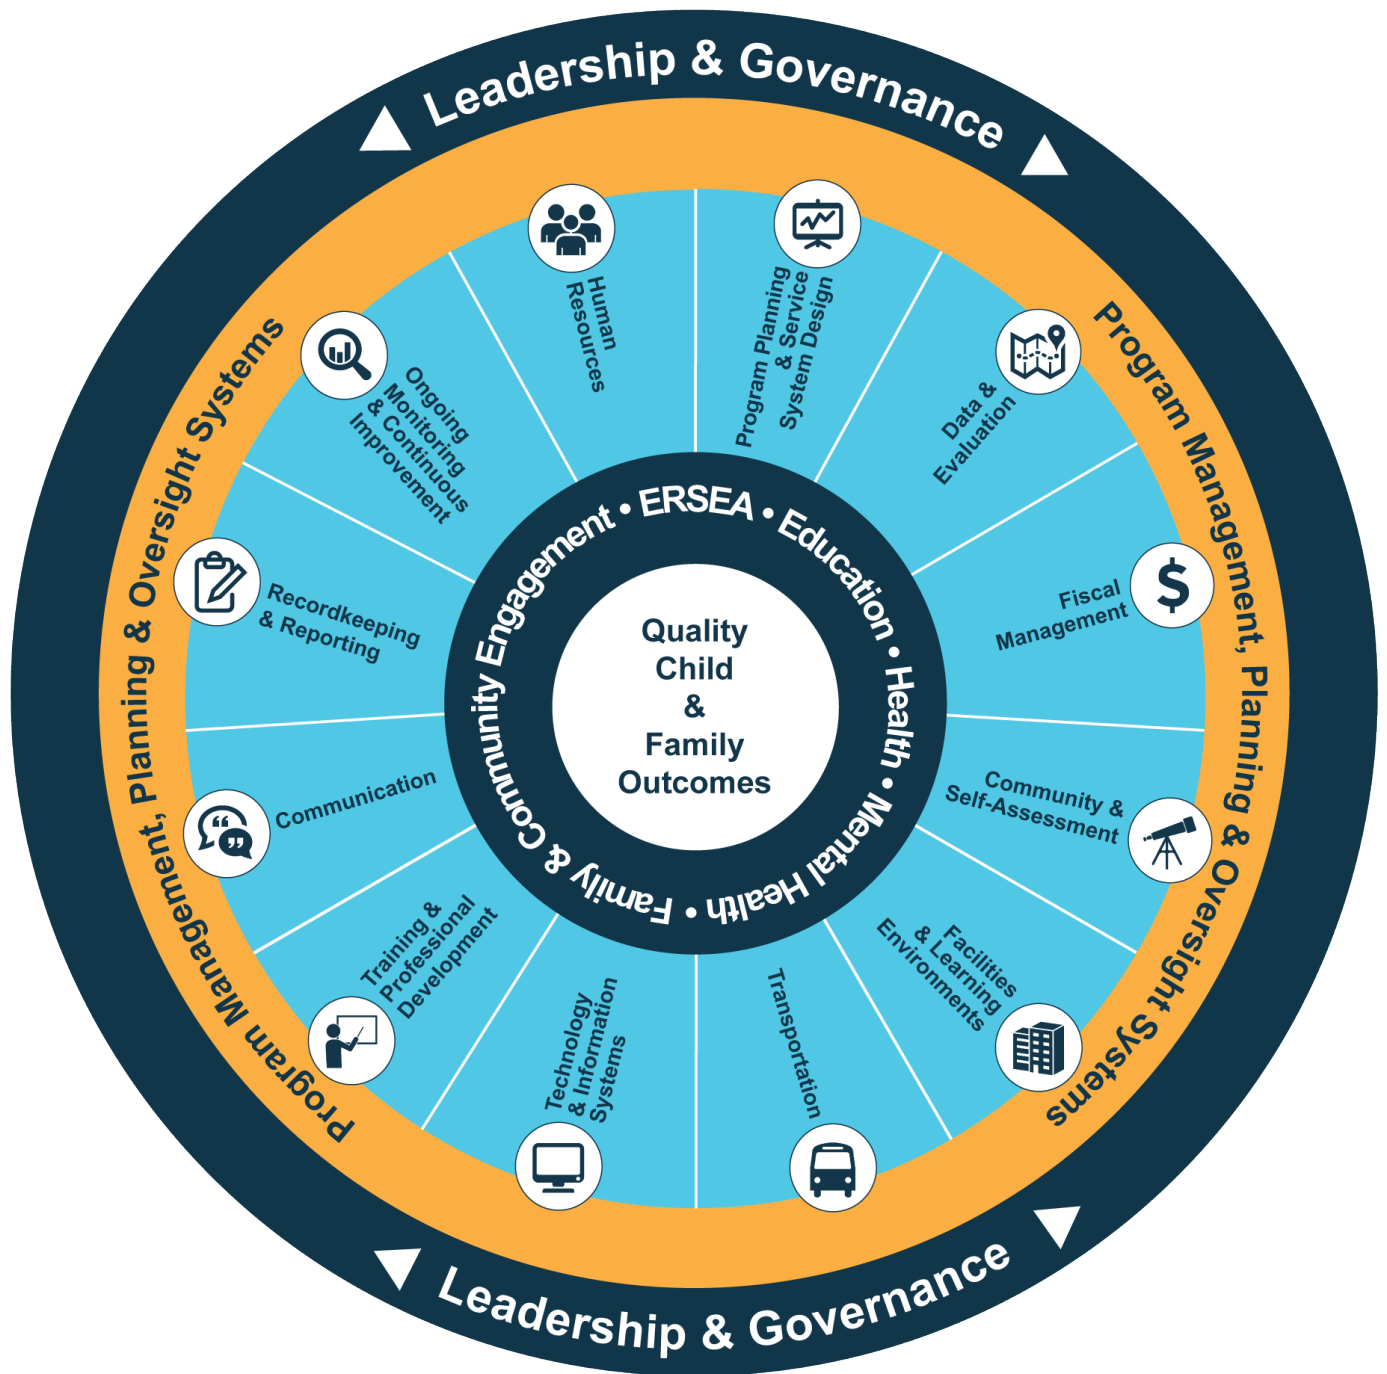 Leadership & Governance
Program Management, Planning & Oversight Systems
Program Management, Planning & Oversight Systems
Program Planning
& Service
System Design
Data &
Evaluation
Fiscal
Management
Community &
Self-Assessment
Facilities
& Learning
Environments
Transportation
Technology
& Information
Systems
Training &
Professional
Development
Communication
Recordkeeping
& Reporting
Ongoing
Monitoring
& Continuous
Improvement
Human
Resources
ERSEA • Education • Health • Mental Health • Family & Community Engagement •
Quality
Child
&
Family
Outcomes
$
“
”
Leadership & Governance